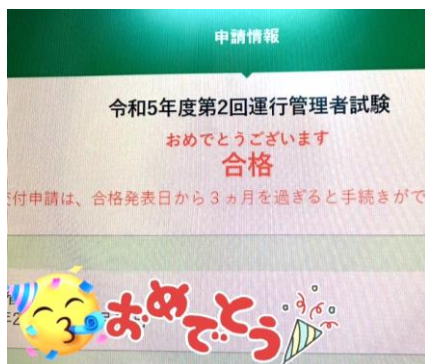 申請情報
令和5年度第2回運行管理者試験
おめでとうございます
合格
交付申請は、合格発表日から3ヵ月を過ぎると手続きがで
おめでとう